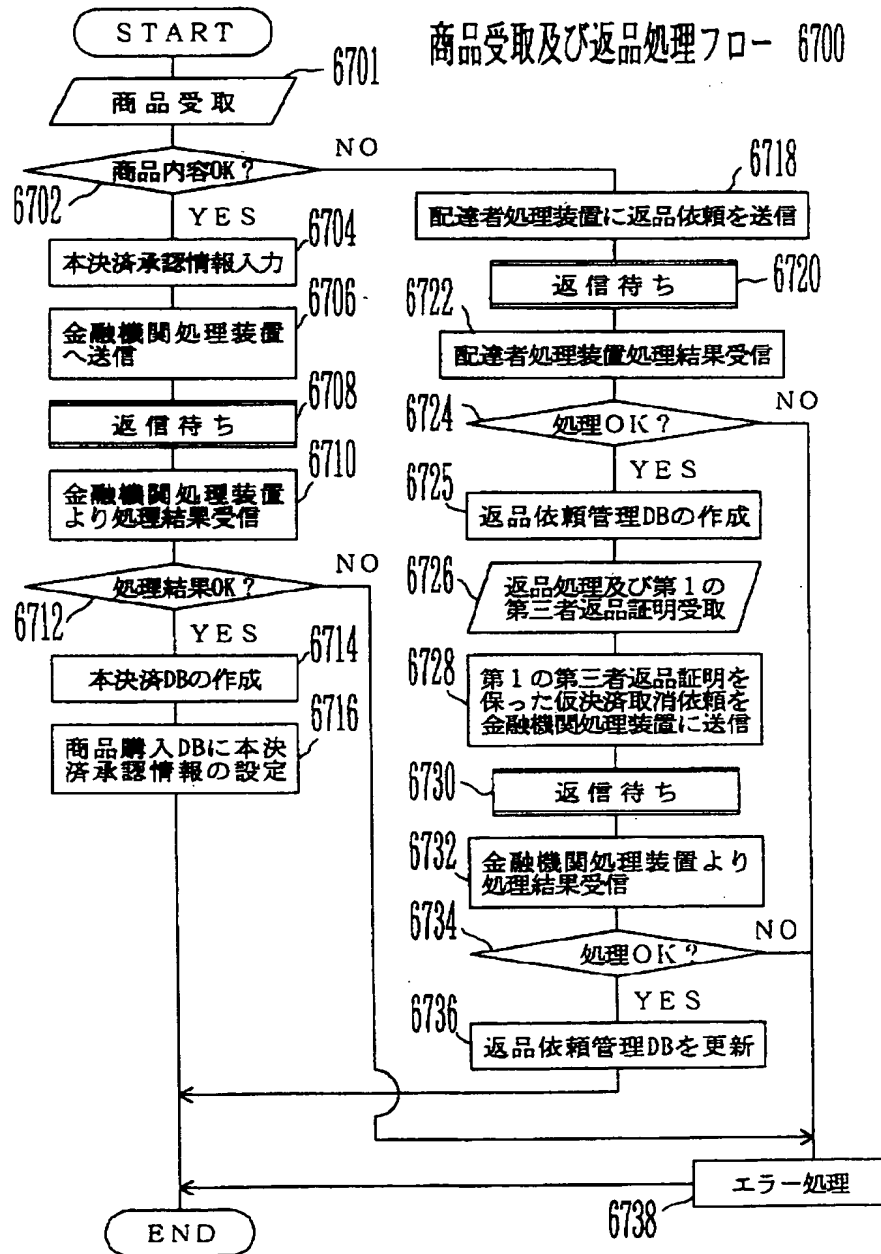 商品受取及び返品処理フロー 6700
START
6701
商品受取
商品内容OK?
NO
6702
YES
6704
本決済承認情報入力
6706
金融機関処理装置
へ送信
6708
返信待ち
6710
金融機関処理装置
より処理結果受信
処理結果OK?
NO
6712
YES
6714
本決済DBの作成
6716
商品購入DBに本決
済承認情報の設定
6718
配達者処理装置に返品依頼を送信
6720
返信待ち
6722
配達者処理装置処理結果受信
6724
処理OK?
NO
YES
6725
返品依頼管理DBの作成
6726
返品処理及び第1の
第三者返品証明受取
6728
第1の第三者返品証明を
保った仮決済取消依頼を
金融機関処理装置に送信
6730
返信待ち
6732
金融機関処理装置より
処理結果受信
6734
処理OK?
NO
YES
6736
返品依頼管理DBを更新
エラー処理
6738
END